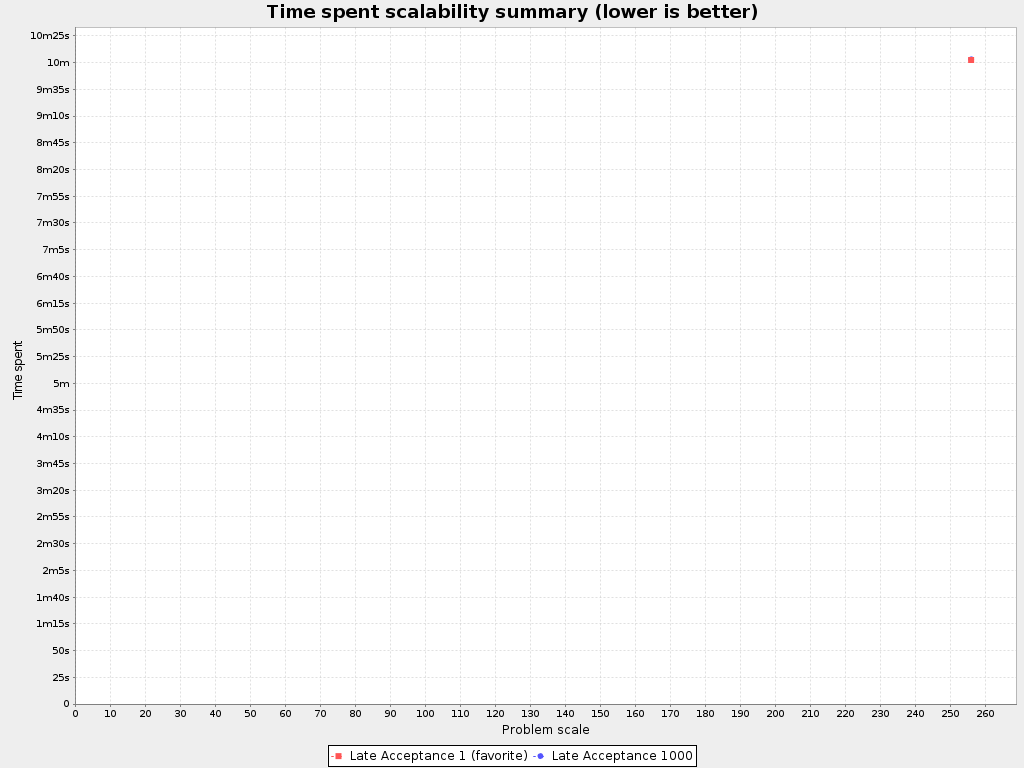 Time spent scalability summary (lower is better)
10m25s
10m
9m35s
9m10s
8m45s
8m20s
7m55s
7m30s
7m5s
6m40s
6m15s
5m50s
5m25s
5m
4m35s
4m10s
3m45s
3m20s
2m55s
2m30s
2m5s
1m40s
1m15s
50s
25s
0
Time spent
0 10 20 30 40 50 60 70 80 90 100 110 120 130 140 150 160 170 180 190 200 210 220 230 240 250 260
Problem scale
Late Acceptance 1 (favorite) Late Acceptance 1000